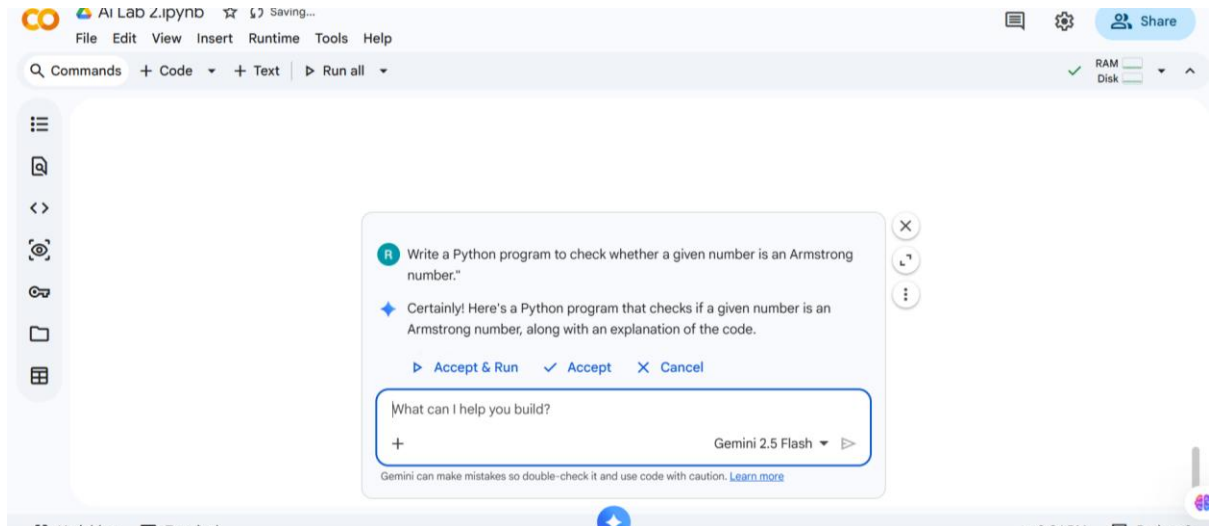 AI Lab 2.ipynb Saving...
Share
File Edit View Insert Runtime Tools Help
Commands + Code + Text Run all
RAM
Disk
R Write a Python program to check whether a given number is an Armstrong
number."
Certainly! Here's a Python program that checks if a given number is an
Armstrong number, along with an explanation of the code.
Accept & Run Accept Cancel
What can I help you build?
+ Gemini 2.5 Flash
Gemini can make mistakes so double-check it and use code with caution. Learn more